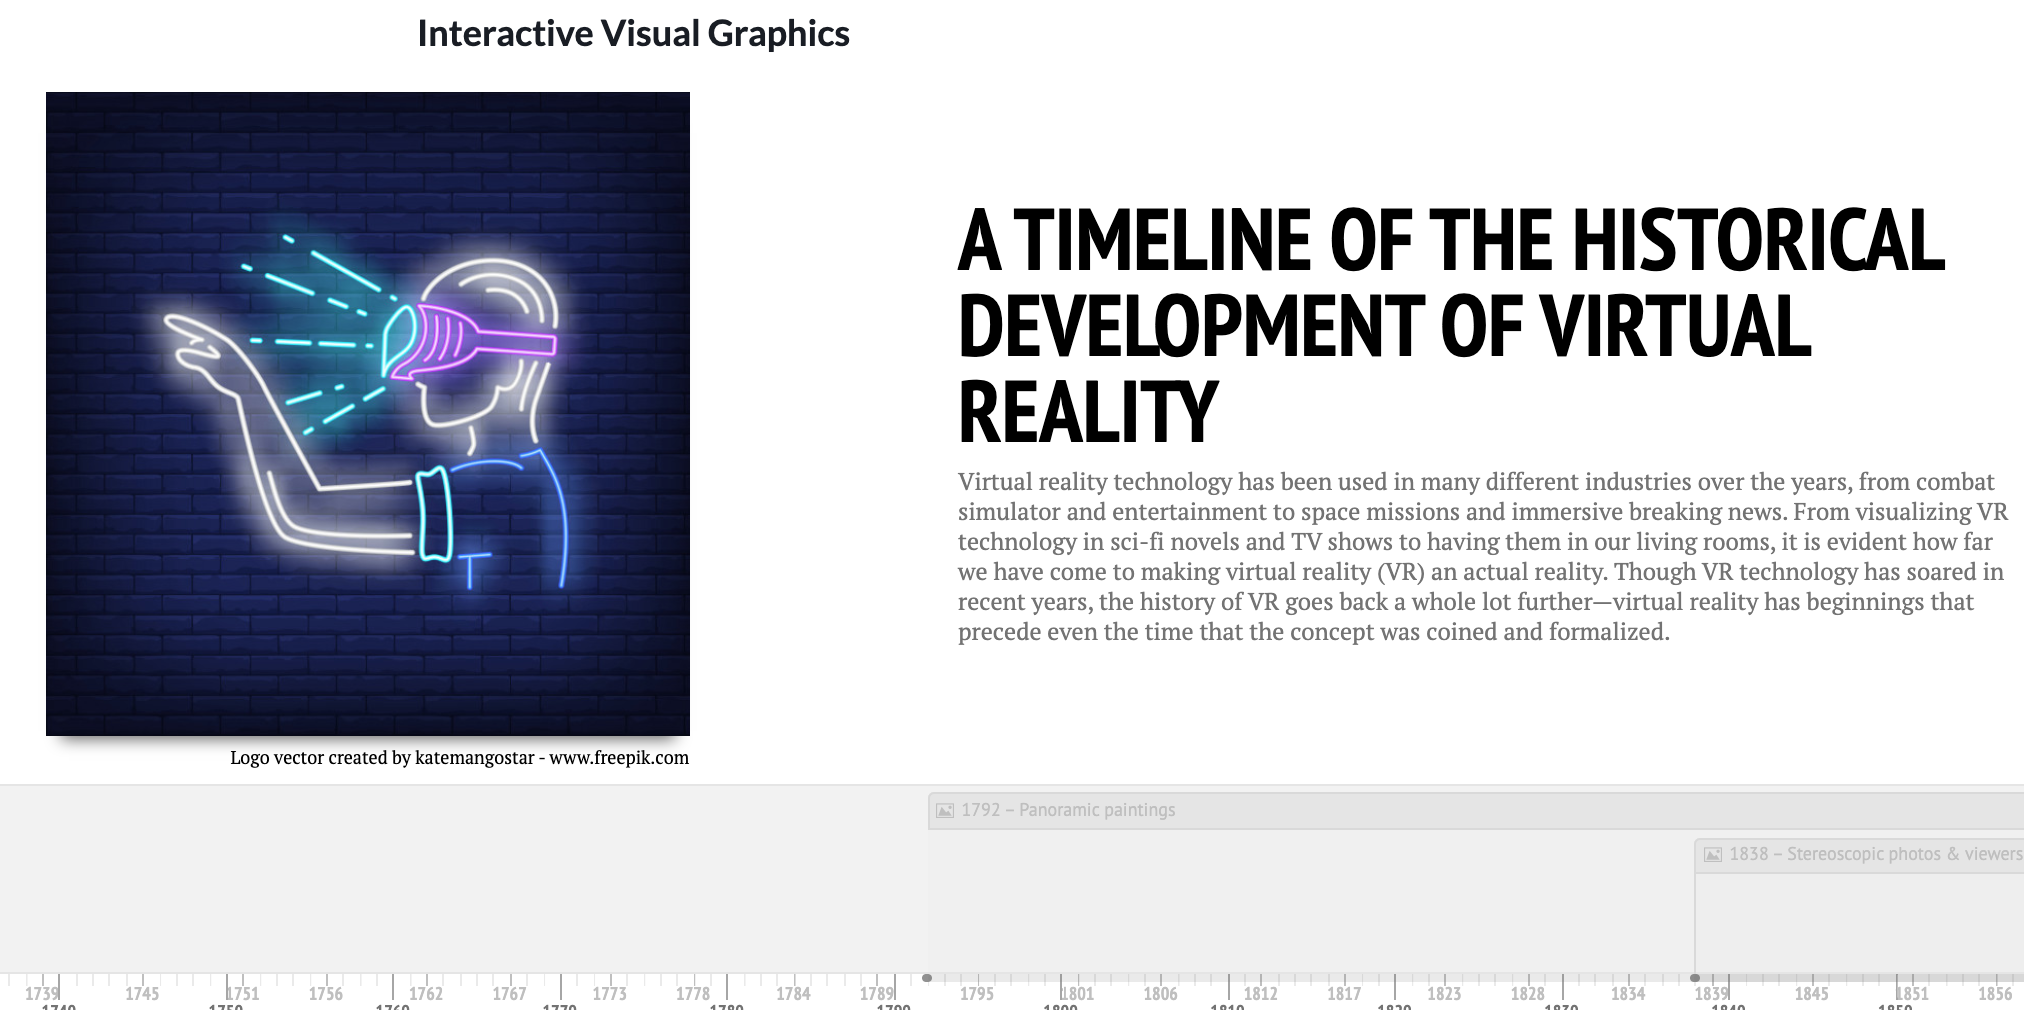 Interactive Visual Graphics
A TIMELINE OF THE HISTORICAL
DEVELOPMENT OF VIRTUAL
REALITY
Virtual reality technology has been used in many different industries over the years, from combat
simulator and entertainment to space missions and immersive breaking news. From visualizing VR
technology in sci-fi novels and TV shows to having them in our living rooms, it is evident how far
we have come to making virtual reality (VR) an actual reality. Though VR technology has soared in
recent years, the history of VR goes back a whole lot further—virtual reality has beginnings that
precede even the time that the concept was coined and formalized.
Logo vector created by katemangostar - www.freepik.com
1792 – Panoramic paintings
1838 – Stereoscopic photos & viewers
1739 1745 1751 1756 1762 1767 1773 1778 1784 1789 1795 1801 1806 1812 1817 1823 1828 1834 1839 1845 1851 1856